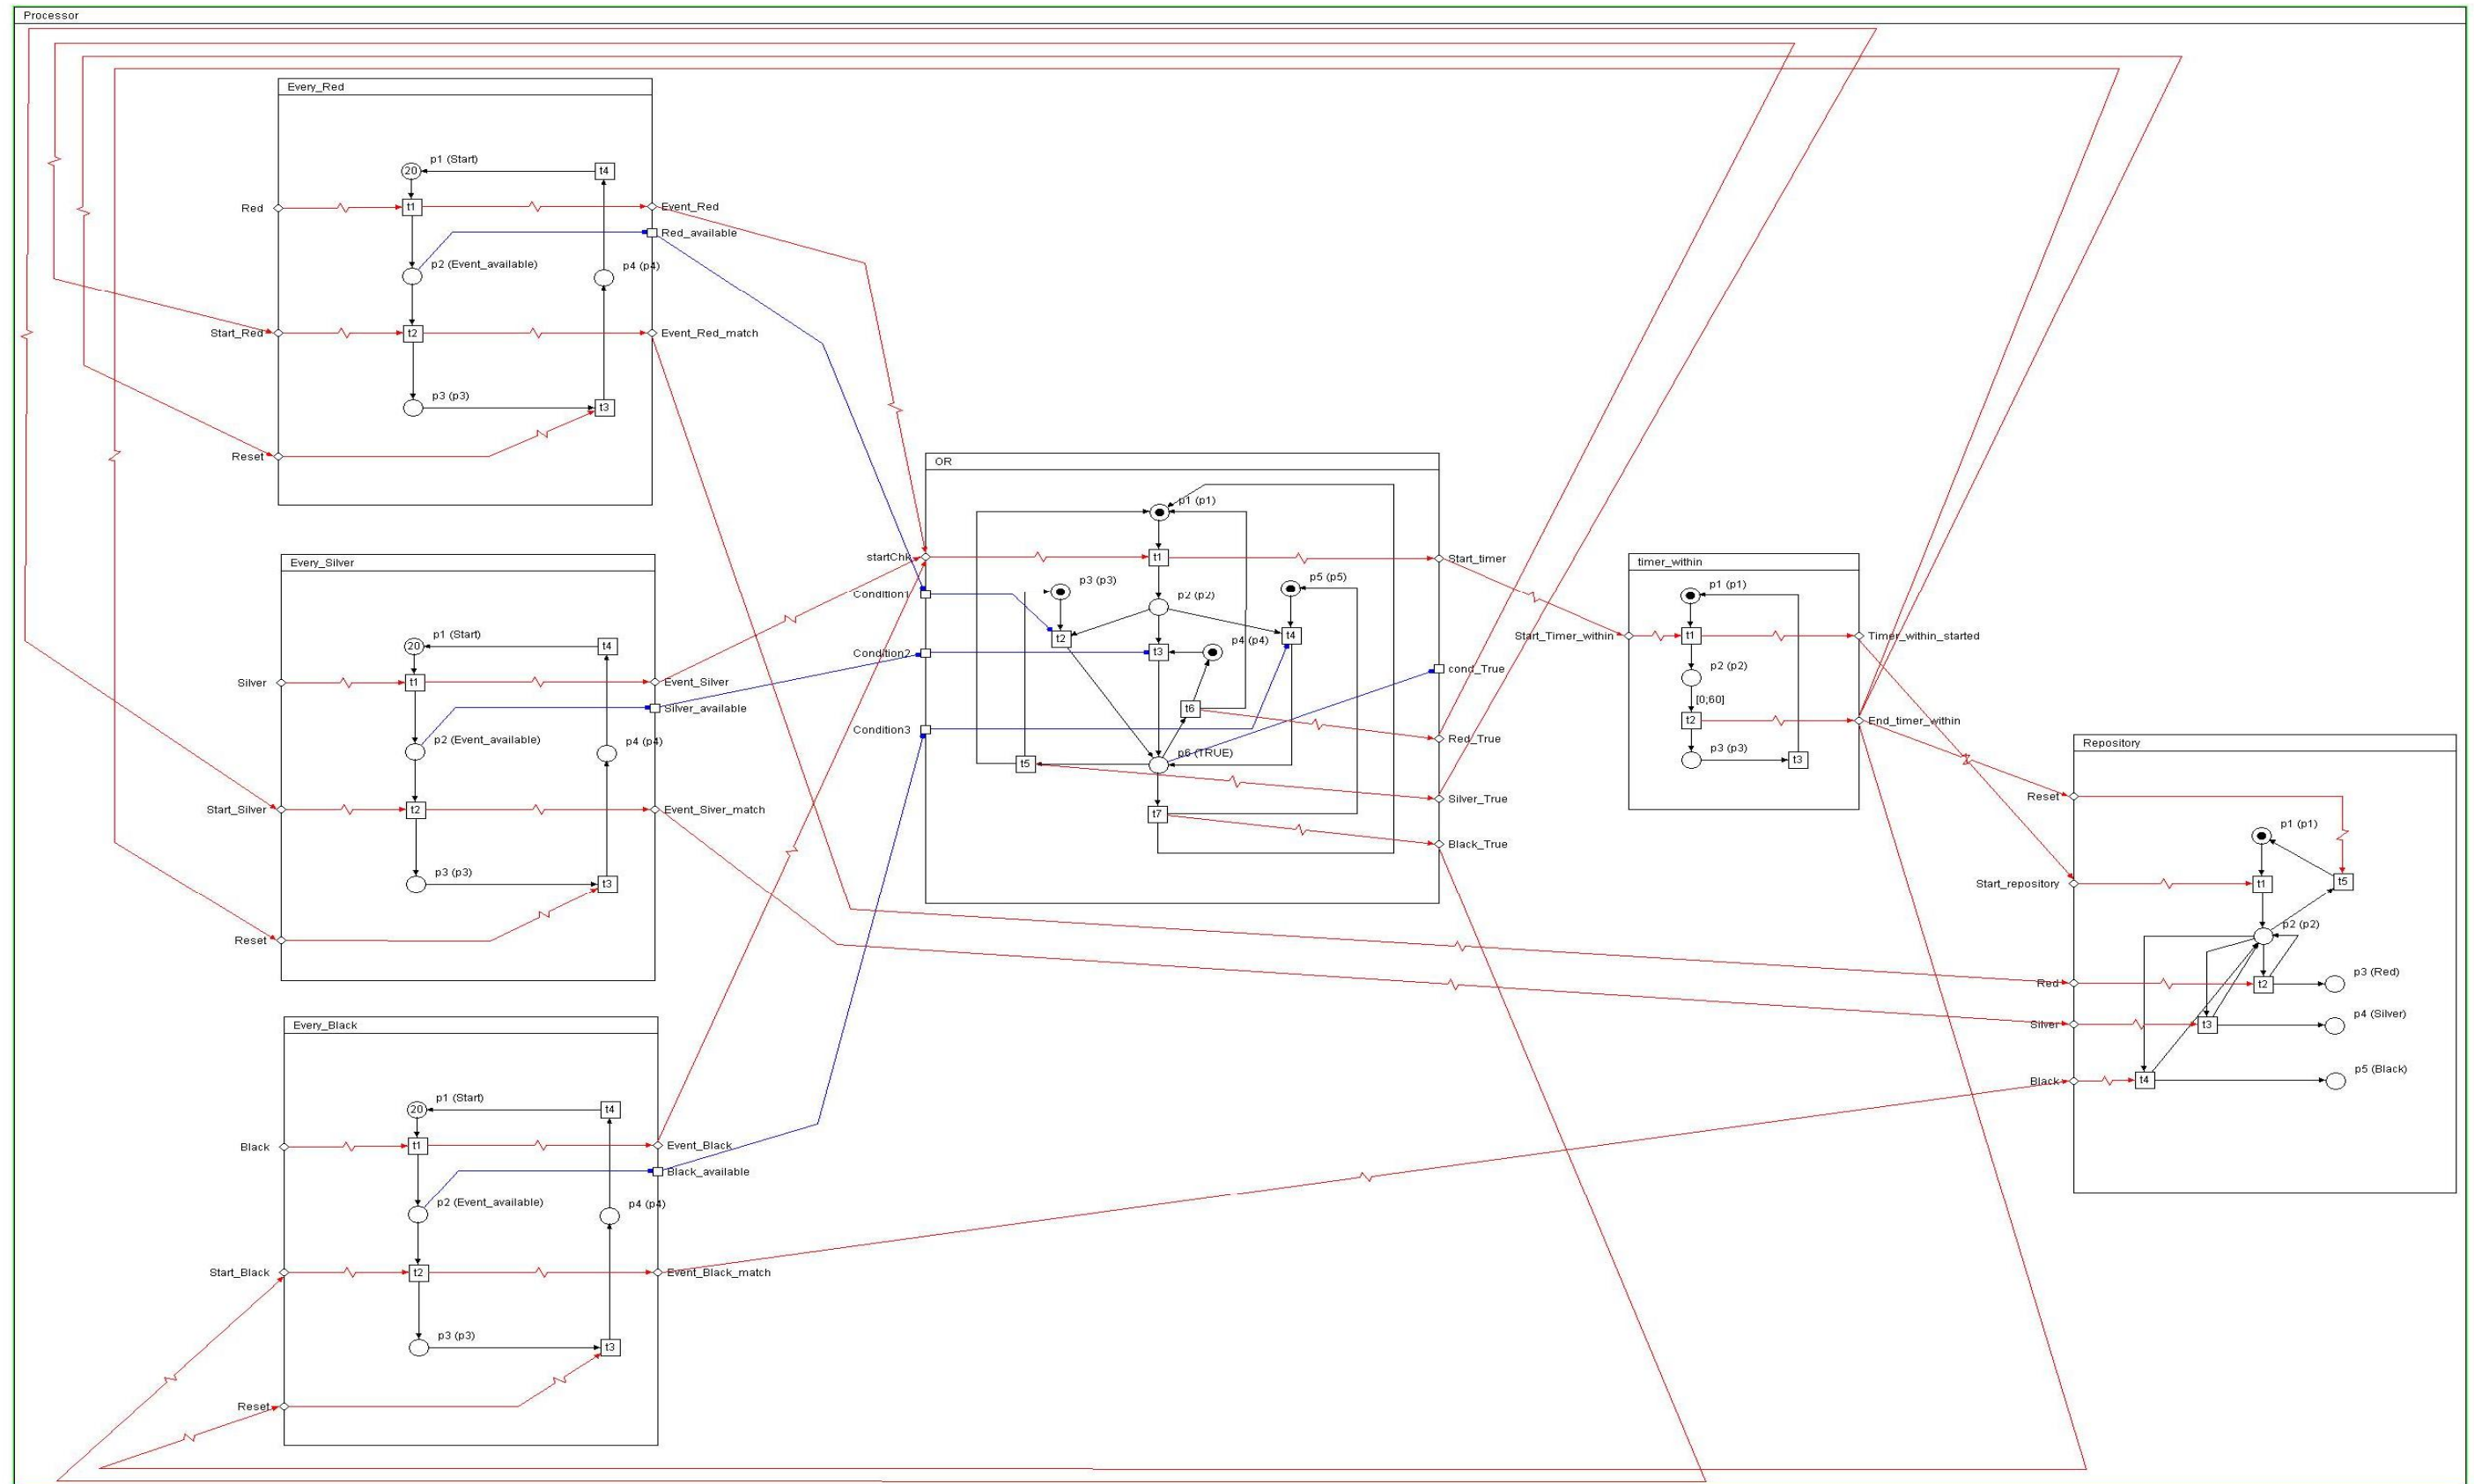 Processor
Every_Red
p1 (Start)
20
t4
Red
t1
Event_Red
Red_available
p2 (Event_available)
p4 (p4)
Start_Red
t2
Event_Red_match
p3 (p3)
t3
Reset
Every_Silver
p1 (Start)
20
t4
Silver
t1
Event_Silver
Silver_available
p2 (Event_available)
p4 (p4)
Start_Silver
t2
Event_Siver_match
p3 (p3)
t3
Reset
Every_Black
p1 (Start)
20
t4
Black
t1
Event_Black
Black_available
p2 (Event_available)
p4 (p4)
Start_Black
t2
Event_Black_match
p3 (p3)
t3
Reset
OR
p1 (p1)
startChk
t1
Start_timer
p3 (p3)
p5 (p5)
Condition1
p2 (p2)
t2
t4
p4 (p4)
Condition2
t3
cond_True
t6
Condition3
Red_True
p6 (TRUE)
t5
Silver_True
t7
Black_True
timer_within
p1 (p1)
Start_Timer_within
t1
Timer_within_started
p2 (p2)
[0;60]
t2
End_timer_within
p3 (p3)
t3
Repository
Reset
p1 (p1)
Start_repository
t1
t5
p2 (p2)
p3 (Red)
Red
t2
p4 (Silver)
Silver
t3
p5 (Black)
Black
t4